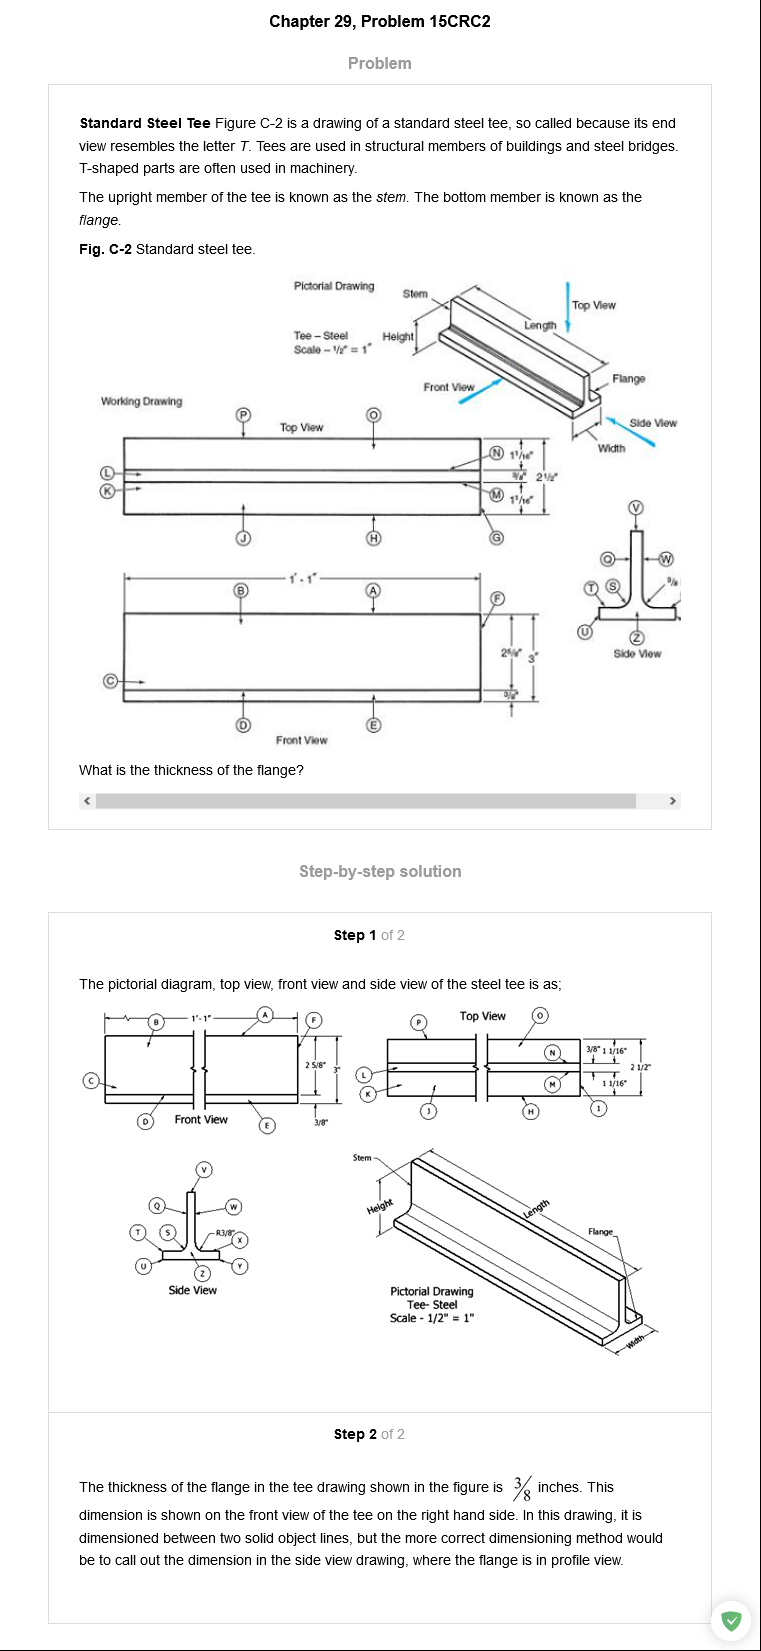 Chapter 29, Problem 15CRC2
Problem
Standard Steel Tee Figure C-2 is a drawing of a standard steel tee, so called because its end
view resembles the letter T. Tees are used in structural members of buildings and steel bridges.
T-shaped parts are often used in machinery.
The upright member of the tee is known as the stem. The bottom member is known as the
flange.
Fig. C-2 Standard steel tee.
Pictorial Drawing
Stem
Top View
Length
Tee – Steel
Height
Scale – 1/2" = 1"
Flange
Front View
Working Drawing
P
O
Side View
Top View
Width
N
1 1/16"
L
3/8"
2 1/2"
K
M
1 1/16"
V
J
H
G
Q
W
1' - 1"
B
A
F
T
S
3/8
U
Z
2 5/8"
3"
Side View
C
3/8"
D
E
Front View
What is the thickness of the flange?
Step-by-step solution
Step 1 of 2
The pictorial diagram, top view, front view and side view of the steel tee is as;
B
1'-1"
A
F
P
Top View
O
N
3/8"
1 1/16"
2 5/8"
3"
2 1/2"
C
L
K
M
1 1/16"
D
Front View
E
3/8"
J
H
I
Stem
V
Height
Length
Q
W
T
S
R3/8"
X
Flange
U
Z
Y
Side View
Pictorial Drawing
Tee- Steel
Scale - 1/2" = 1"
Width
Step 2 of 2
The thickness of the flange in the tee drawing shown in the figure is 3/8 inches. This
dimension is shown on the front view of the tee on the right hand side. In this drawing, it is
dimensioned between two solid object lines, but the more correct dimensioning method would
be to call out the dimension in the side view drawing, where the flange is in profile view.